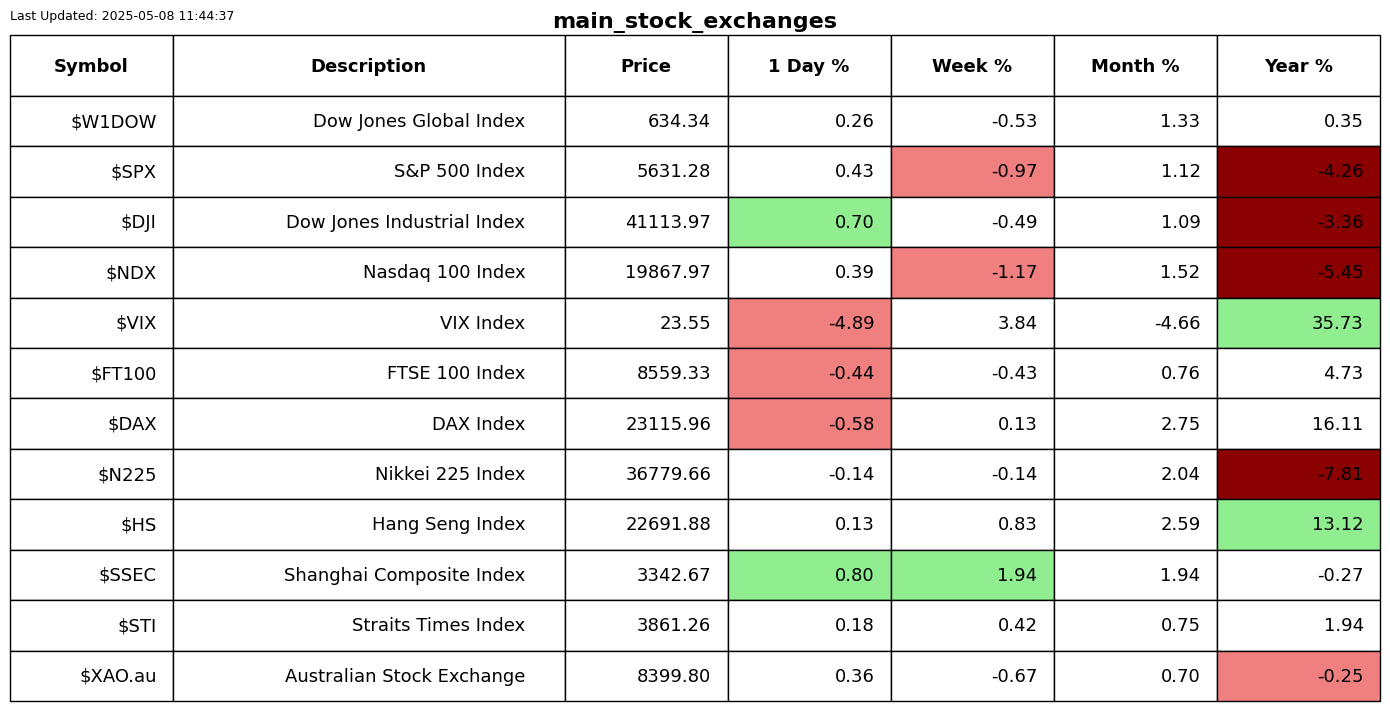 Last Updated: 2025-05-08 11:44:37
main_stock_exchanges
Symbol Description Price 1 Day % Week % Month % Year %
$W1DOW Dow Jones Global Index 634.34 0.26 -0.53 1.33 0.35
$SPX S&P 500 Index 5631.28 0.43 -0.97 1.12 -4.26
$DJI Dow Jones Industrial Index 41113.97 0.70 -0.49 1.09 -3.36
$NDX Nasdaq 100 Index 19867.97 0.39 -1.17 1.52 -5.45
$VIX VIX Index 23.55 -4.89 3.84 -4.66 35.73
$FT100 FTSE 100 Index 8559.33 -0.44 -0.43 0.76 4.73
$DAX DAX Index 23115.96 -0.58 0.13 2.75 16.11
$N225 Nikkei 225 Index 36779.66 -0.14 -0.14 2.04 -7.81
$HS Hang Seng Index 22691.88 0.13 0.83 2.59 13.12
$SSEC Shanghai Composite Index 3342.67 0.80 1.94 1.94 -0.27
$STI Straits Times Index 3861.26 0.18 0.42 0.75 1.94
$XAO.au Australian Stock Exchange 8399.80 0.36 -0.67 0.70 -0.25